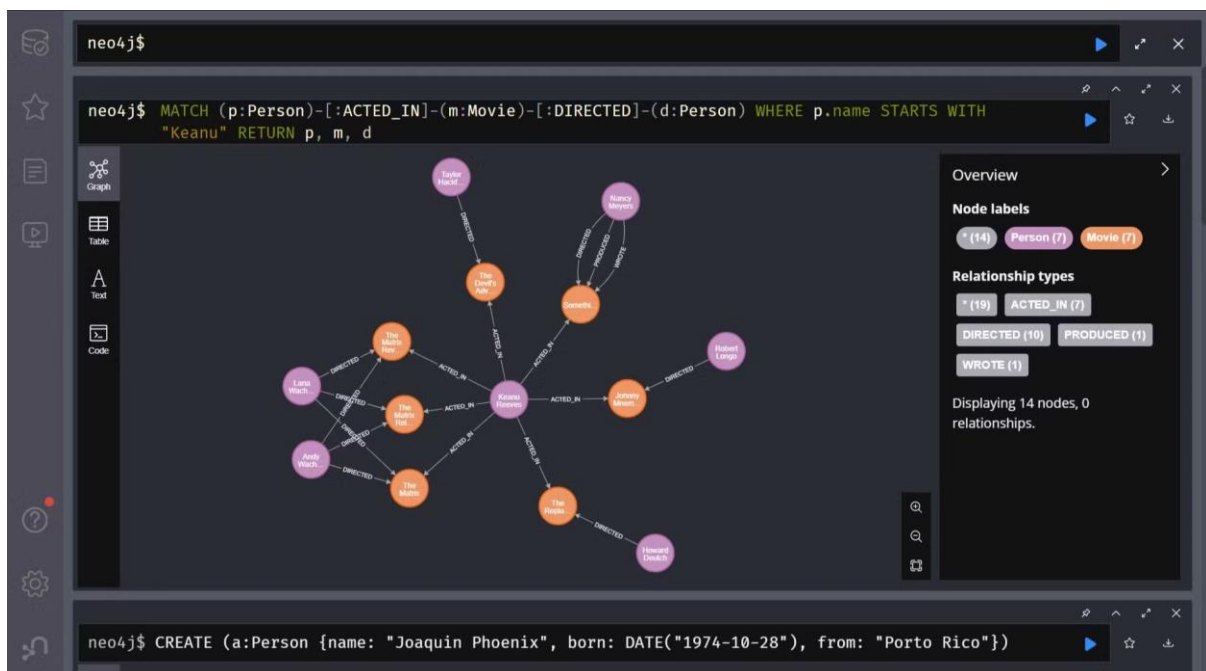 neo4j$
neo4j$ MATCH (p:Person)-[:ACTED_IN]-(m:Movie)-[:DIRECTED]-(d:Person) WHERE p.name STARTS WITH
"Keanu" RETURN p, m, d
Graph
Table
Text
Code
Taylor
Hackf...
Nancy
Meyers
DIRECTED
DIRECTED
PRODUCED
WROTE
The
Devil's
Adv...
Somethi...
ACTED_IN
ACTED_IN
The
Matrix
Rev...
Robert
Longo
DIRECTED
ACTED_IN
DIRECTED
Lana
Wach...
Keanu
Reeves
Johnny
Mnem...
DIRECTED
DIRECTED
The
Matrix
Rel...
ACTED_IN
ACTED_IN
DIRECTED
DIRECTED
Andy
Wach...
ACTED_IN
ACTED_IN
DIRECTED
The
Matrix
The
Repla...
DIRECTED
Howard
Deutch
Overview
Node labels
* (14)
Person (7)
Movie (7)
Relationship types
* (19)
ACTED_IN (7)
DIRECTED (10)
PRODUCED (1)
WROTE (1)
Displaying 14 nodes, 0
relationships.
neo4j$ CREATE (a:Person {name: "Joaquin Phoenix", born: DATE("1974-10-28"), from: "Porto Rico"})